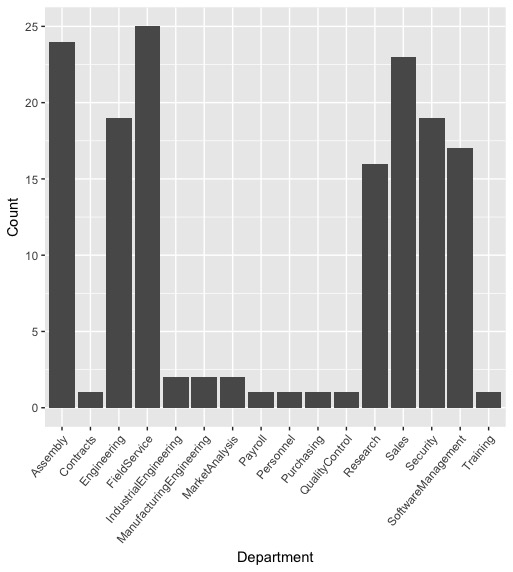 25
20
15
10
5
0
Count
Assembly
Contracts
Engineering
FieldService
IndustrialEngineering
ManufacturingEngineering
MarketAnalysis
Payroll
Personnel
Purchasing
QualityControl
Research
Sales
Security
SoftwareManagement
Training
Department